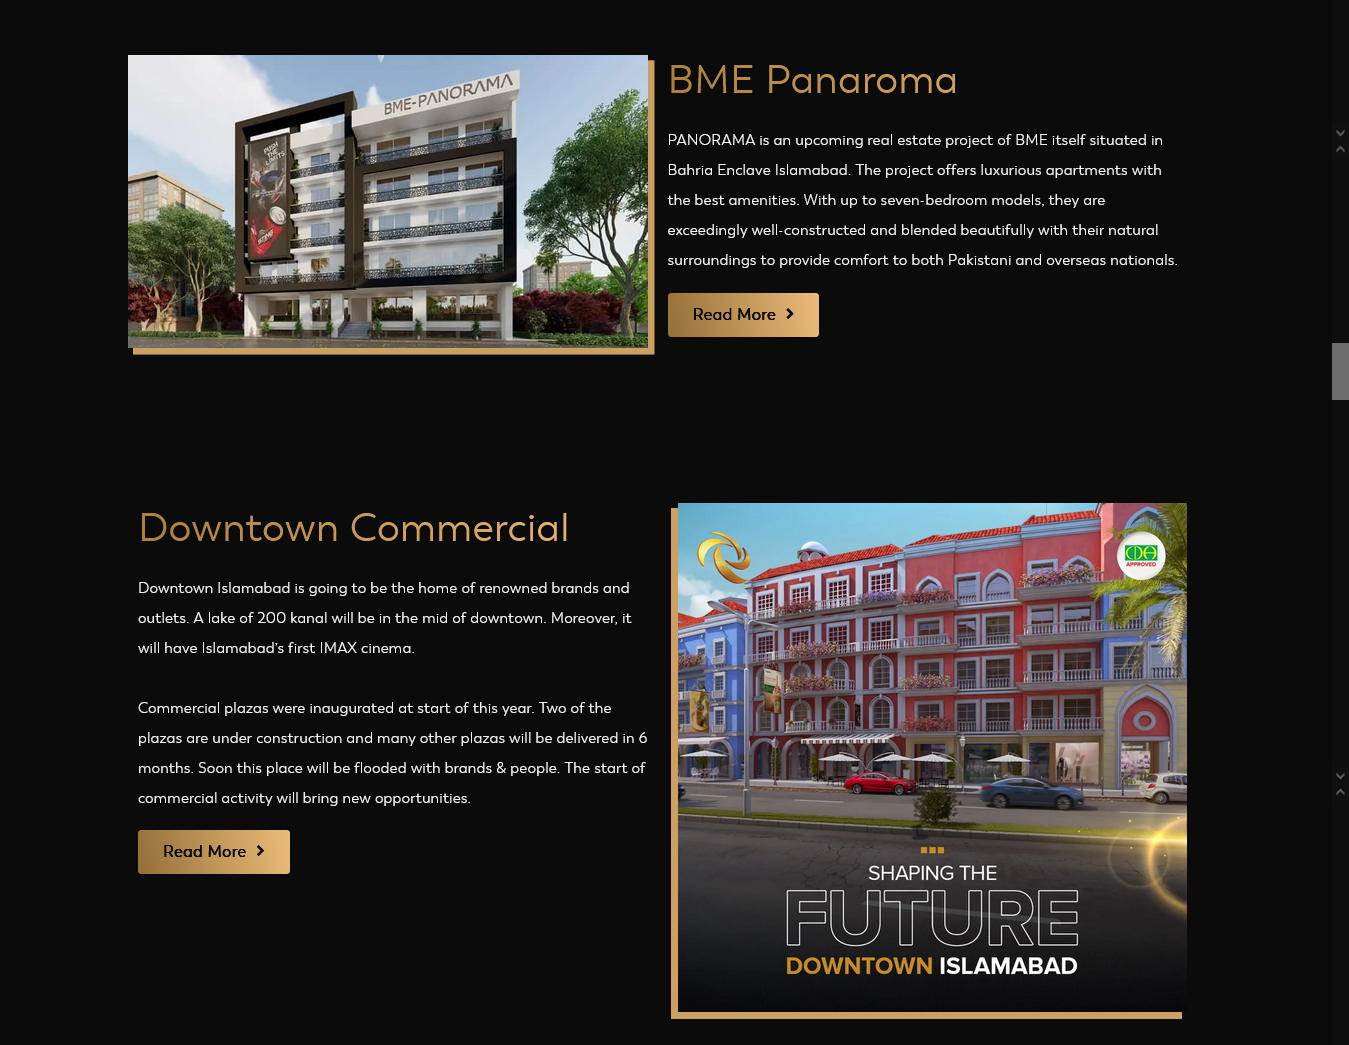 BME-PANORAMA
PUSH
THE
LIMITS
BME Panaroma
PANORAMA is an upcoming real estate project of BME itself situated in
Bahria Enclave Islamabad. The project offers luxurious apartments with
the best amenities. With up to seven-bedroom models, they are
exceedingly well-constructed and blended beautifully with their natural
surroundings to provide comfort to both Pakistani and overseas nationals.
Read More
Downtown Commercial
Downtown Islamabad is going to be the home of renowned brands and
outlets. A lake of 200 kanal will be in the mid of downtown. Moreover, it
will have Islamabad's first IMAX cinema.
Commercial plazas were inaugurated at start of this year. Two of the
plazas are under construction and many other plazas will be delivered in 6
months. Soon this place will be flooded with brands & people. The start of
commercial activity will bring new opportunities.
Read More
CDA
APPROVED
SHAPING THE
FUTURE
DOWNTOWN ISLAMABAD